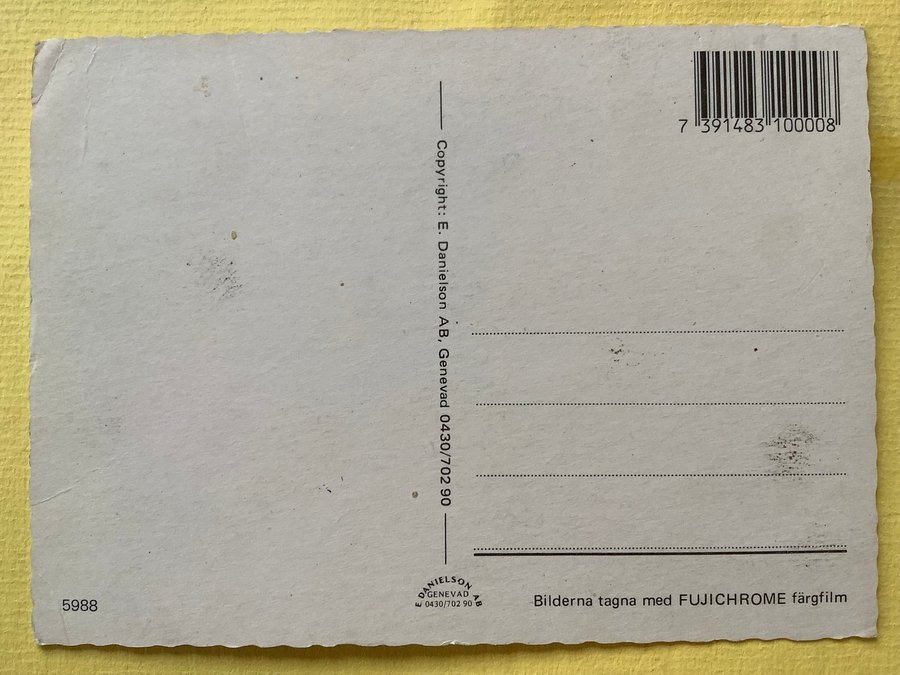 7 391483 100008
Copyright: E. Danielson AB, Genevad 0430/702 90
5988
E DANIELSON AB
GENEVAD
0430/702 90
Bilderna tagna med FUJICHROME färgfilm